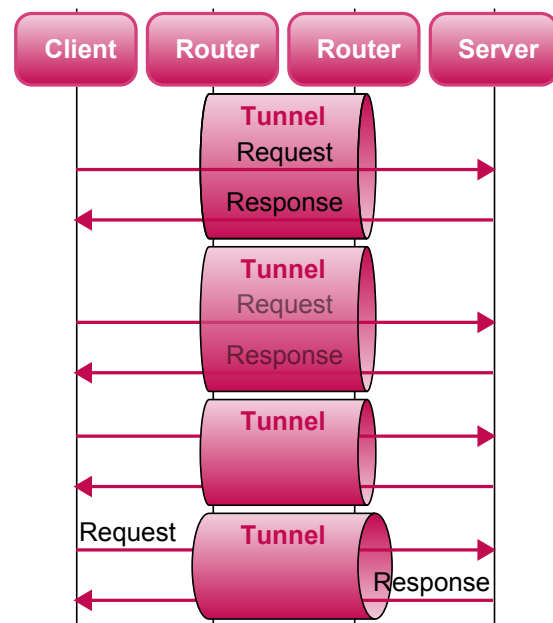 Client Router Router Server
Tunnel
Request
Response
Tunnel
Request
Response
Tunnel
Request
Tunnel
Response